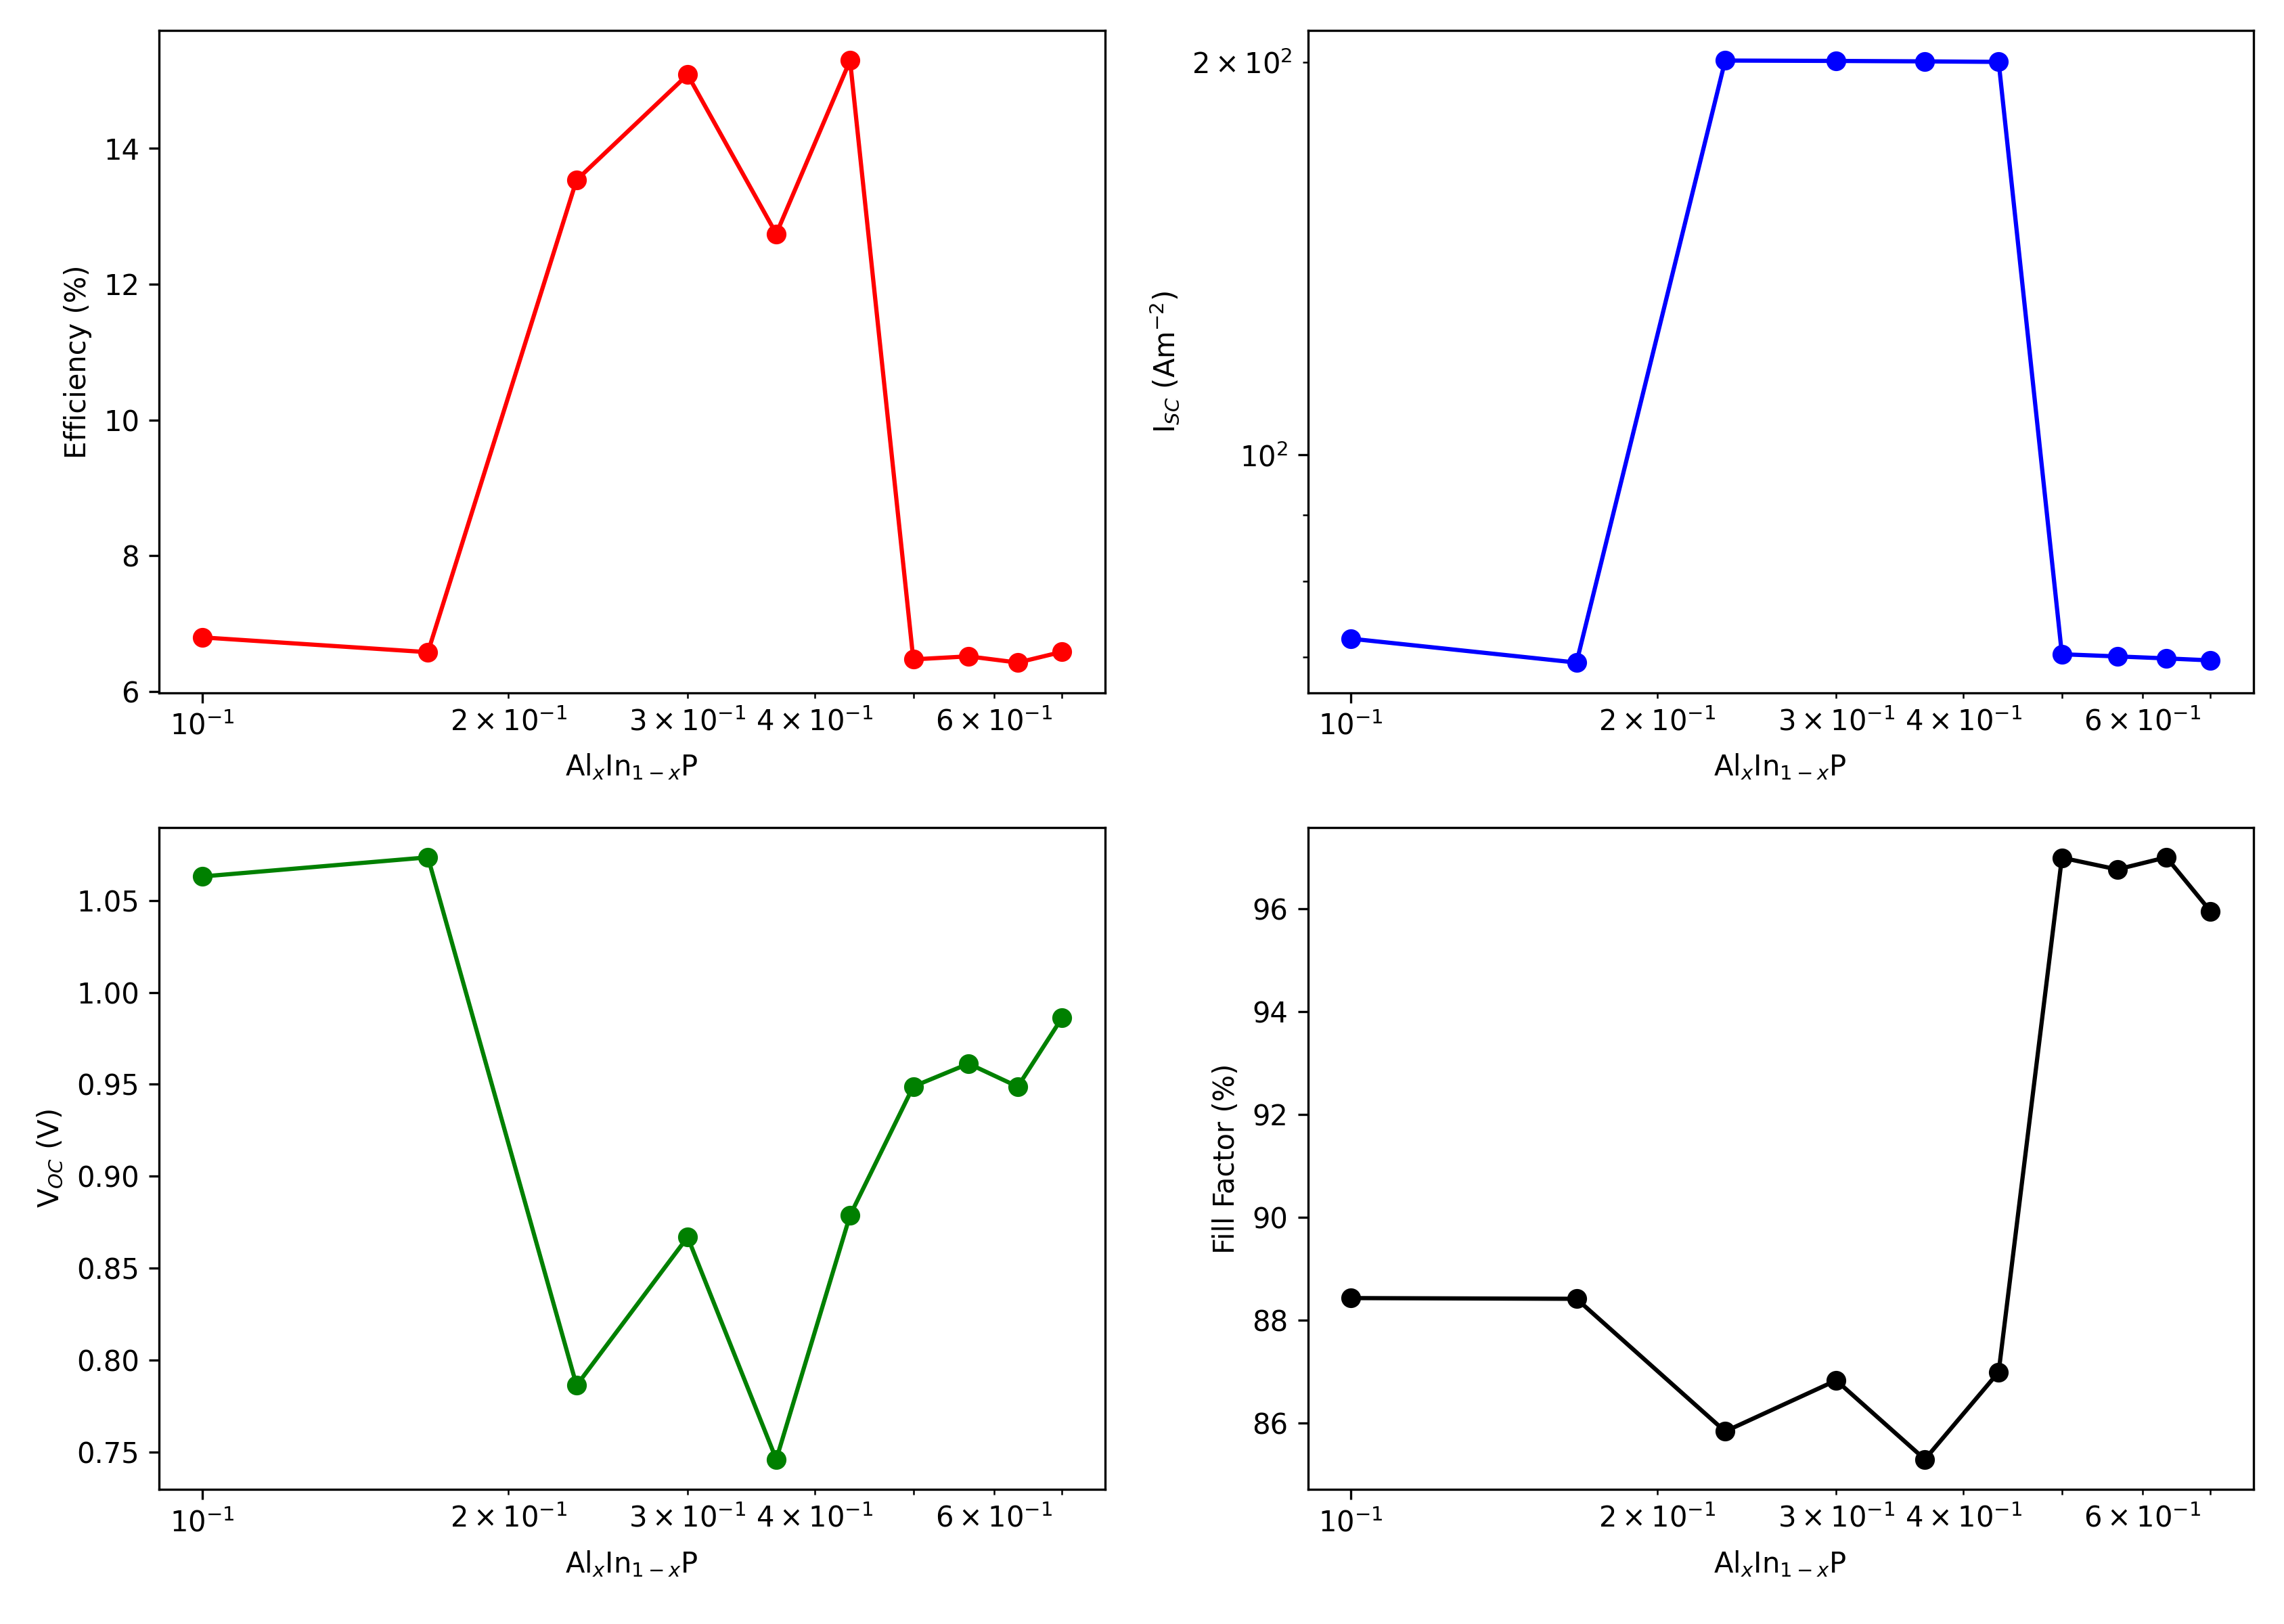 Efficiency (%)
14
12
10
8
6
10⁻¹
2 × 10⁻¹
3 × 10⁻¹
4 × 10⁻¹
6 × 10⁻¹
AlₓIn₁₋ₓP
I_SC (Am⁻²)
2 × 10²
10²
10⁻¹
2 × 10⁻¹
3 × 10⁻¹
4 × 10⁻¹
6 × 10⁻¹
AlₓIn₁₋ₓP
V_OC (V)
1.05
1.00
0.95
0.90
0.85
0.80
0.75
10⁻¹
2 × 10⁻¹
3 × 10⁻¹
4 × 10⁻¹
6 × 10⁻¹
AlₓIn₁₋ₓP
Fill Factor (%)
96
94
92
90
88
86
10⁻¹
2 × 10⁻¹
3 × 10⁻¹
4 × 10⁻¹
6 × 10⁻¹
AlₓIn₁₋ₓP